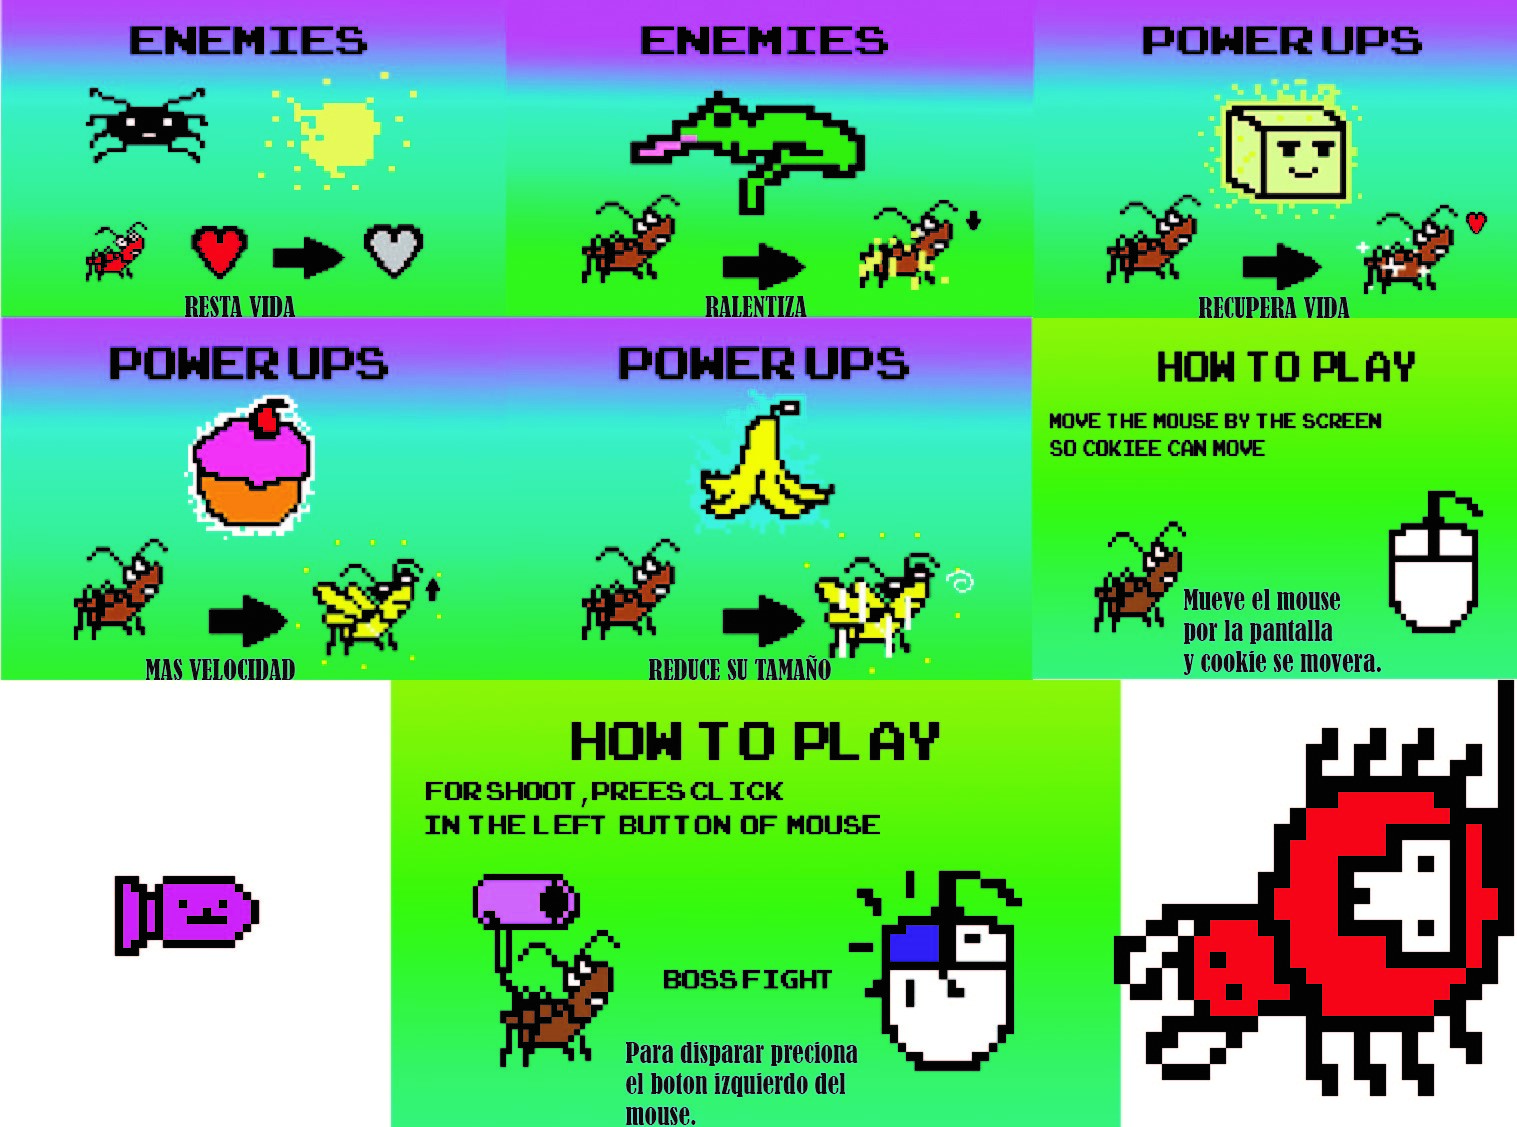 ENEMIES
RESTA VIDA
ENEMIES
RALENTIZA
POWER UPS
RECUPERA VIDA
POWER UPS
MAS VELOCIDAD
POWER UPS
REDUCE SU TAMAÑO
HOW TO PLAY
MOVE THE MOUSE BY THE SCREEN
SO COKIEE CAN MOVE
Mueve el mouse
por la pantalla
y cookie se movera.
HOW TO PLAY
FOR SHOOT, PREES CLICK
IN THE LEFT BUTTON OF MOUSE
BOSS FIGHT
Para disparar preciona
el boton izquierdo del
mouse.